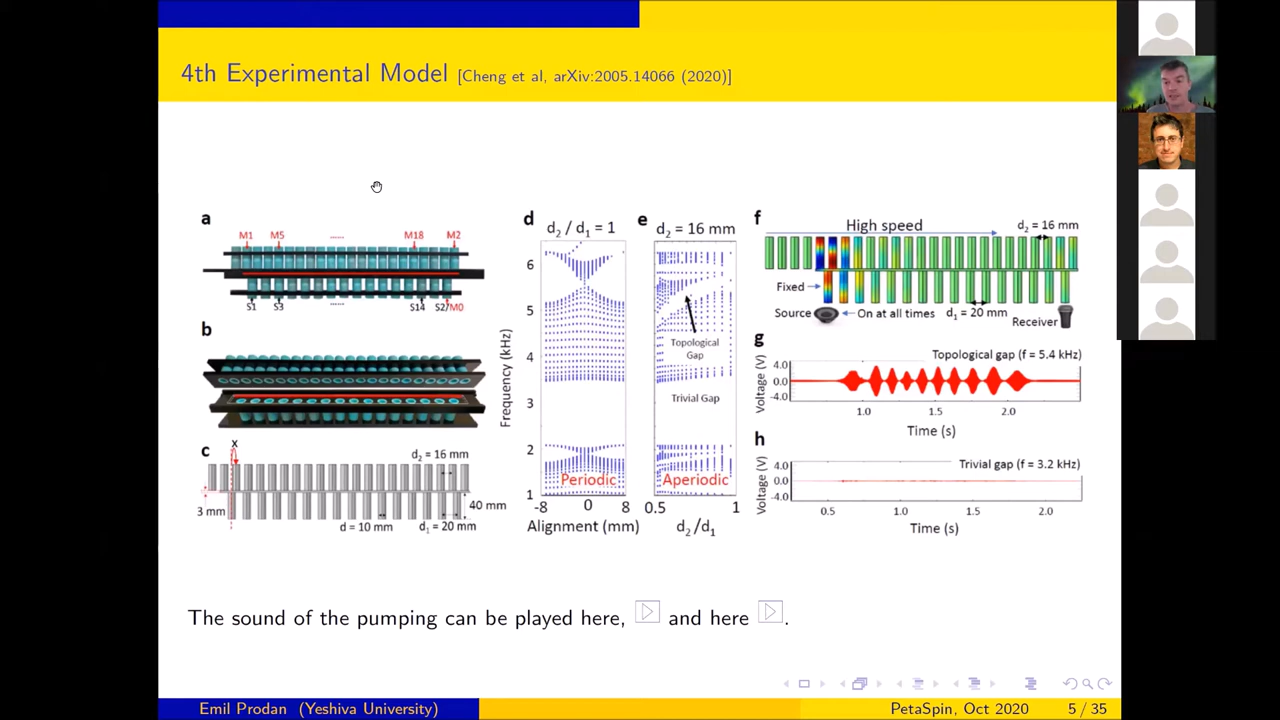 4th Experimental Model [Cheng et al, arXiv:2005.14066 (2020)]
a
M1 M5 ...... M18 M2
S1 S3 ...... S14 S2 M0
b
c
x
d2 = 16 mm
3 mm
40 mm
d = 10 mm
d1 = 20 mm
d
d2 / d1 = 1
Frequency (kHz)
6
5
4
3
2
1
Periodic
-8 0 8
Alignment (mm)
e
d2 = 16 mm
Topological
Gap
Trivial Gap
Aperiodic
0.5 1
d2/d1
f
High speed
d2 = 16 mm
Fixed
Source
On at all times
d1 = 20 mm
Receiver
g
Topological gap (f = 5.4 kHz)
Voltage (V)
4.0
0.0
-4.0
1.0 1.5 2.0
Time (s)
h
Trivial gap (f = 3.2 kHz)
Voltage (V)
4.0
0.0
-4.0
0.5 1.0 1.5 2.0
Time (s)
The sound of the pumping can be played here, and here .
Emil Prodan (Yeshiva University) PetaSpin, Oct 2020 5 / 35